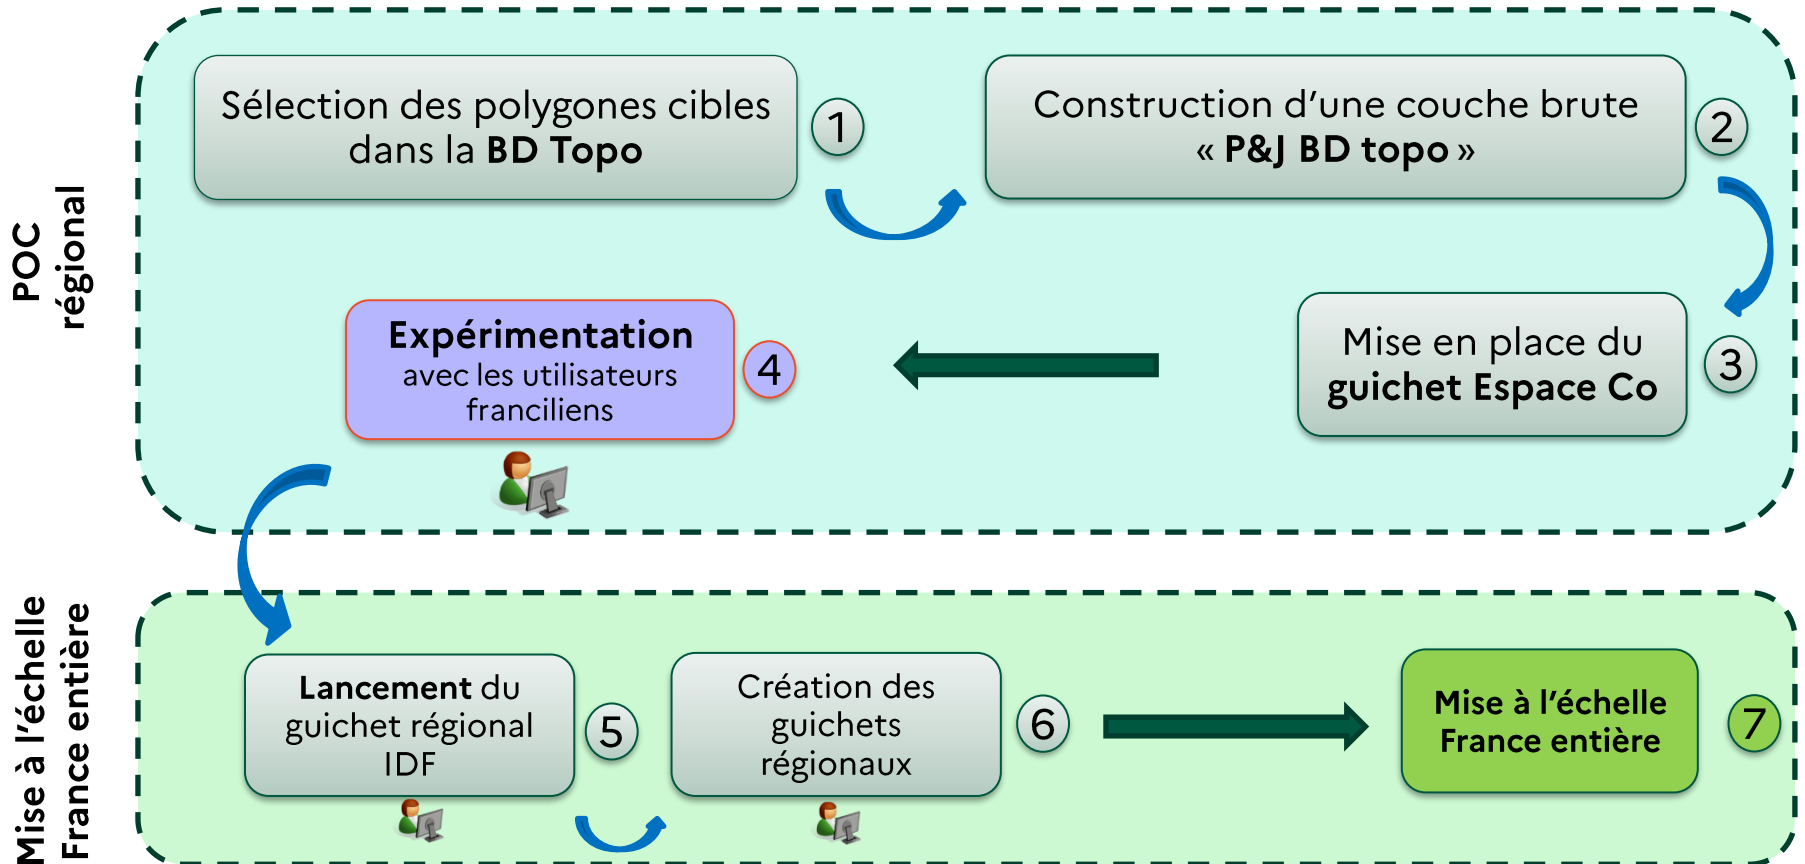 POC
régional
Sélection des polygones cibles
dans la BD Topo
1
Construction d’une couche brute
« P&J BD topo »
2
Mise en place du
guichet Espace Co
3
Expérimentation
avec les utilisateurs
franciliens
4
Mise à l’échelle
France entière
Lancement du
guichet régional
IDF
5
Création des
guichets
régionaux
6
Mise à l’échelle
France entière
7